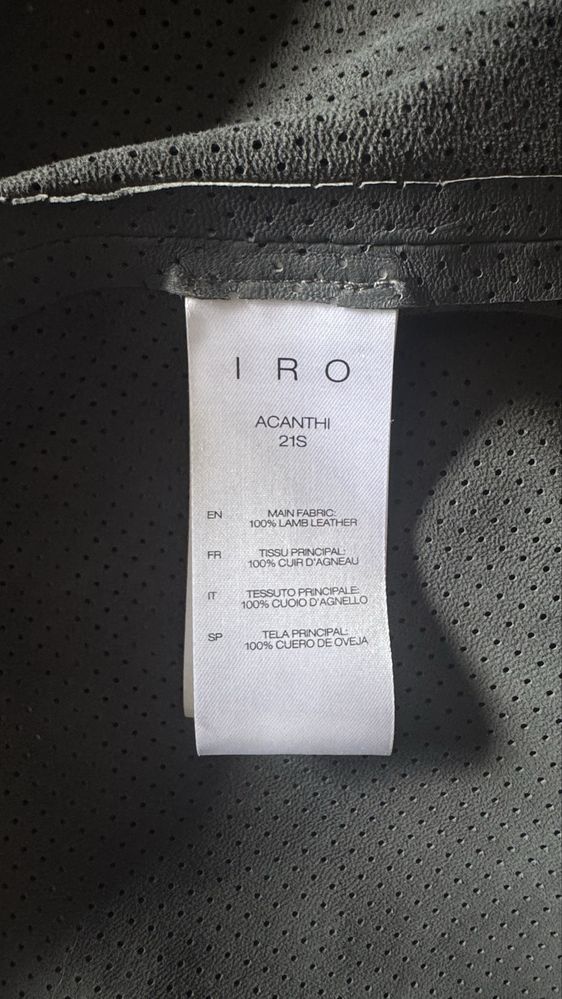 IRO
ACANTHI
21S
EN MAIN FABRIC:
100% LAMB LEATHER
FR TISSU PRINCIPAL:
100% CUIR D'AGNEAU
IT TESSUTO PRINCIPALE:
100% CUOIO D'AGNELLO
SP TELA PRINCIPAL:
100% CUERO DE OVEJA